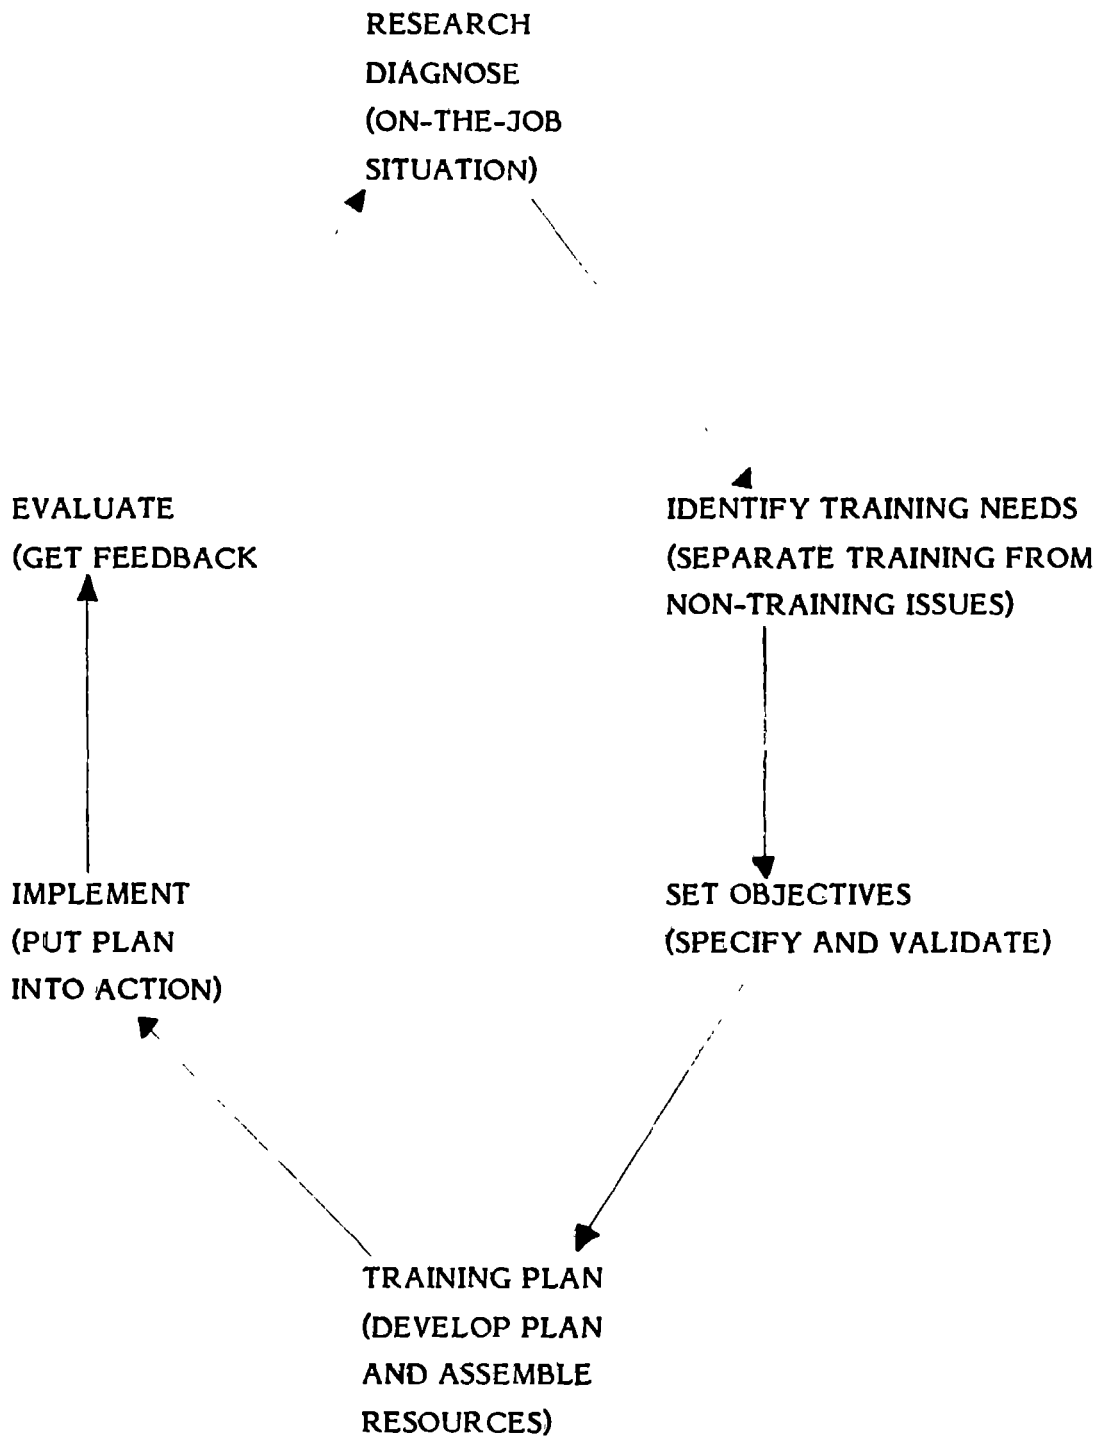 RESEARCH
DIAGNOSE
(ON-THE-JOB
SITUATION)
IDENTIFY TRAINING NEEDS
(SEPARATE TRAINING FROM
NON-TRAINING ISSUES)
SET OBJECTIVES
(SPECIFY AND VALIDATE)
TRAINING PLAN
(DEVELOP PLAN
AND ASSEMBLE
RESOURCES)
IMPLEMENT
(PUT PLAN
INTO ACTION)
EVALUATE
(GET FEEDBACK